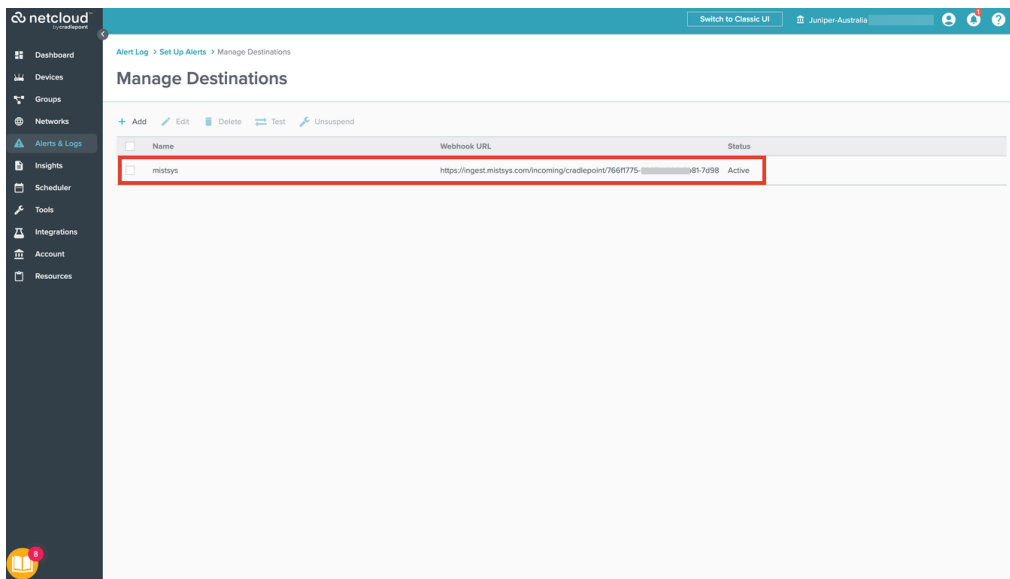 netcloud
by cradlepoint
Switch to Classic UI
Juniper-Australia
1
Dashboard
Devices
Groups
Networks
Alerts & Logs
Insights
Scheduler
Tools
Integrations
Account
Resources
8
Alert Log > Set Up Alerts > Manage Destinations
Manage Destinations
+ Add Edit Delete Test Unsuspend
Name Webhook URL Status
mistsys https://ingest.mistsys.com/incoming/cradlepoint/766f1775- 81-7d98 Active